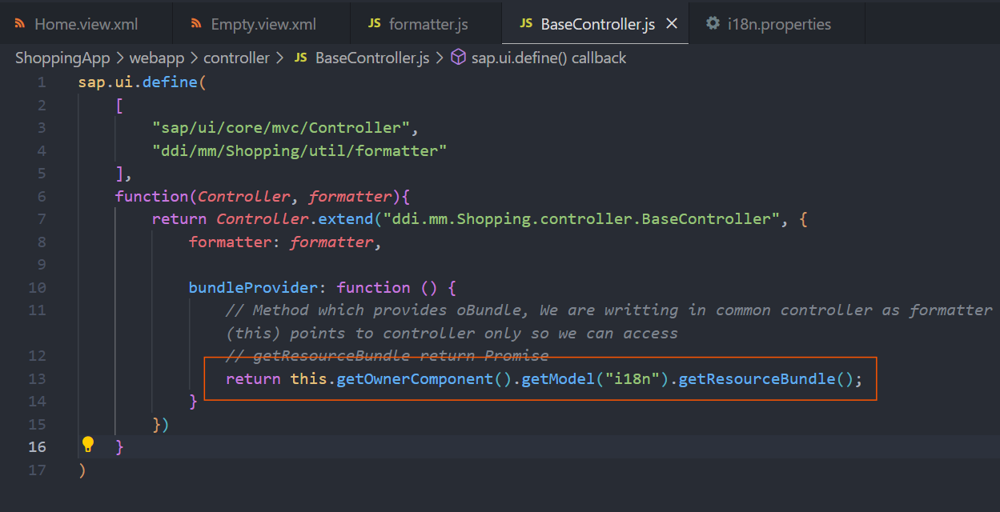 Home.view.xml
Empty.view.xml
JS formatter.js
JS BaseController.js
i18n.properties
ShoppingApp > webapp > controller > JS BaseController.js > sap.ui.define() callback
1 sap.ui.define(
2 [
3 "sap/ui/core/mvc/Controller",
4 "ddi/mm/Shopping/util/formatter"
5 ],
6 function(Controller, formatter){
7 return Controller.extend("ddi.mm.Shopping.controller.BaseController", {
8 formatter: formatter,
9
10 bundleProvider: function () {
11 // Method which provides oBundle, We are writting in common controller as formatter
(this) points to controller only so we can access
12 // getResourceBundle return Promise
13 return this.getOwnerComponent().getModel("i18n").getResourceBundle();
14 }
15 })
16 }
17 )